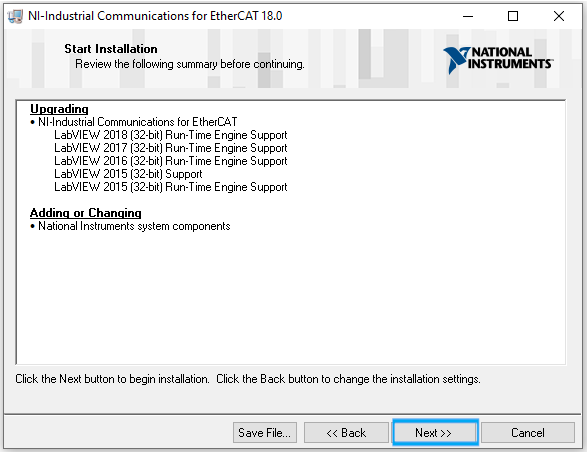 NI-Industrial Communications for EtherCAT 18.0
Start Installation
Review the following summary before continuing.
NATIONAL
INSTRUMENTS
Upgrading
• NI-Industrial Communications for EtherCAT
LabVIEW 2018 (32-bit) Run-Time Engine Support
LabVIEW 2017 (32-bit) Run-Time Engine Support
LabVIEW 2016 (32-bit) Run-Time Engine Support
LabVIEW 2015 (32-bit) Support
LabVIEW 2015 (32-bit) Run-Time Engine Support
Adding or Changing
• National Instruments system components
Click the Next button to begin installation. Click the Back button to change the installation settings.
Save File... << Back Next >> Cancel